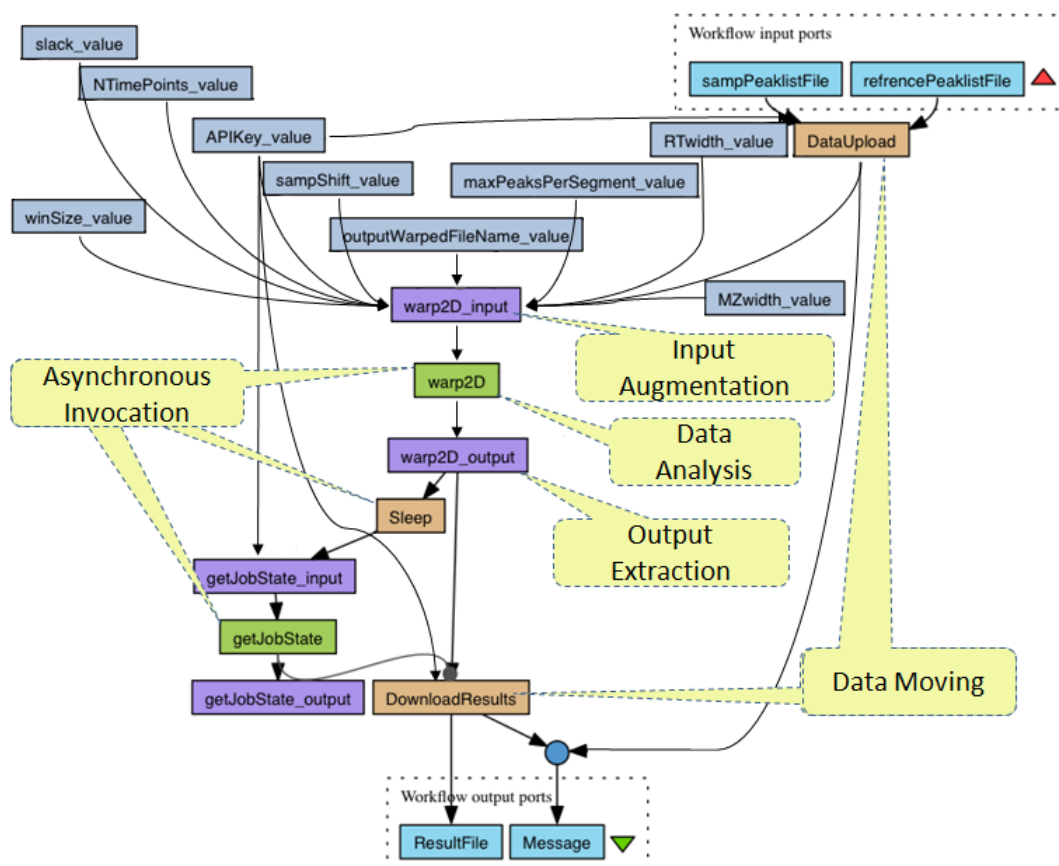 slack_value
Workflow input ports
NTimePoints_value
sampPeaklistFile
refrencePeaklistFile
APIKey_value
RTwidth_value
DataUpload
sampShift_value
maxPeaksPerSegment_value
winSize_value
outputWarpedFileName_value
warp2D_input
MZwidth_value
Input
Augmentation
Asynchronous
Invocation
warp2D
Data
Analysis
warp2D_output
Sleep
Output
Extraction
getJobState_input
getJobState
getJobState_output
DownloadResults
Data Moving
Workflow output ports
ResultFile
Message